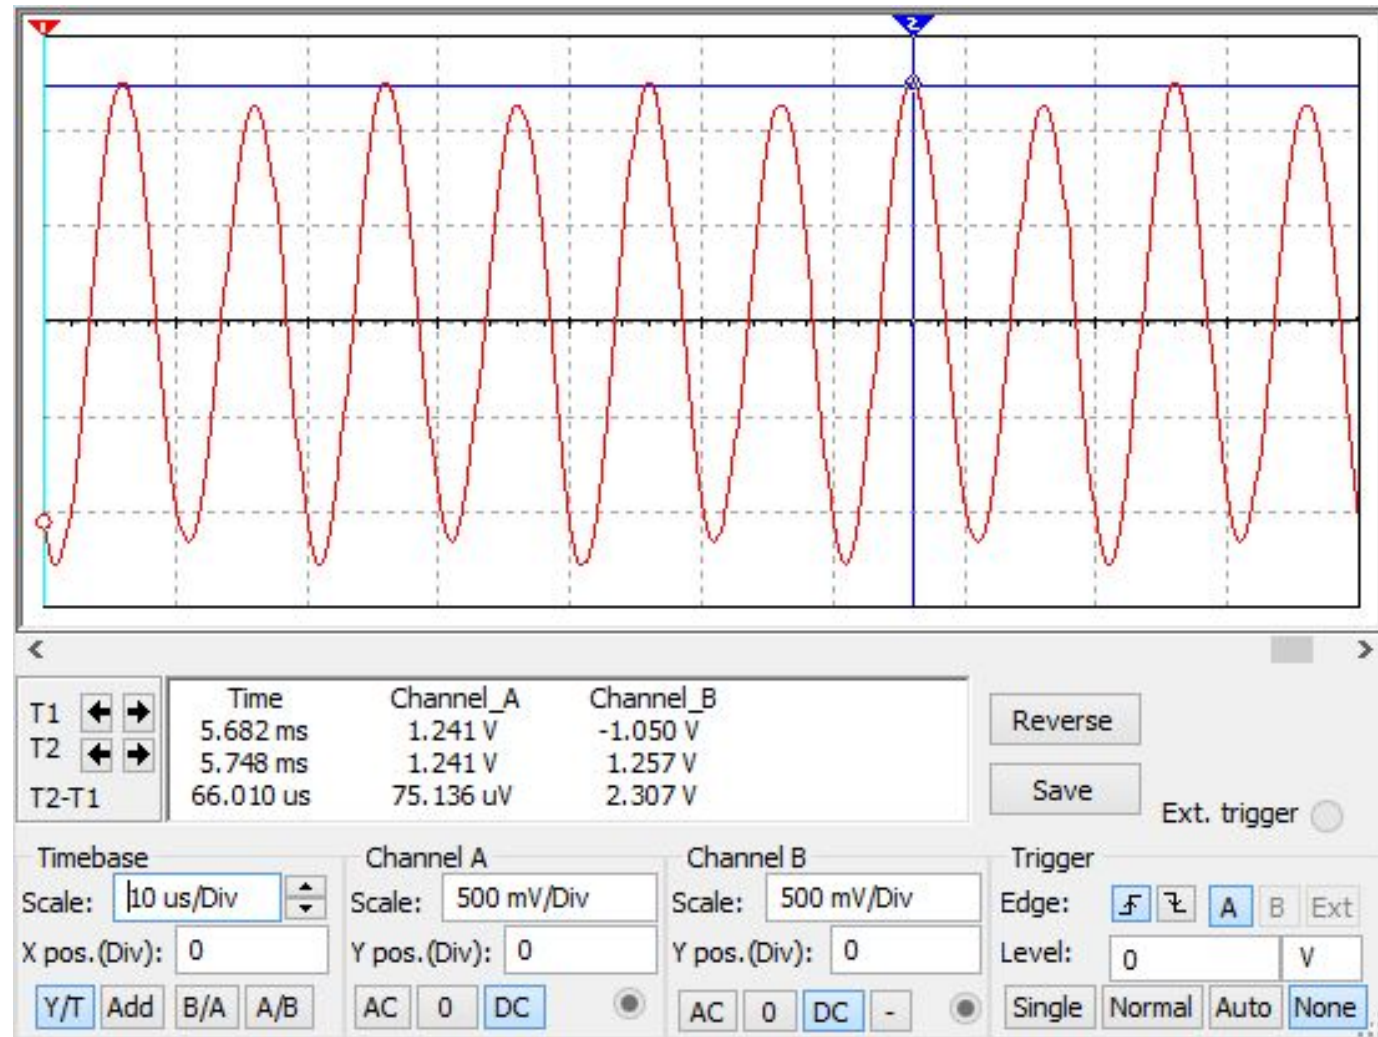 1 2
Time Channel_A Channel_B
T1 5.682 ms 1.241 V -1.050 V
T2 5.748 ms 1.241 V 1.257 V
T2-T1 66.010 us 75.136 uV 2.307 V
Reverse
Save
Ext. trigger
Timebase
Scale: 10 us/Div
X pos.(Div): 0
Y/T Add B/A A/B
Channel A
Scale: 500 mV/Div
Y pos.(Div): 0
AC 0 DC
Channel B
Scale: 500 mV/Div
Y pos.(Div): 0
AC 0 DC -
Trigger
Edge: A B Ext
Level: 0 V
Single Normal Auto None